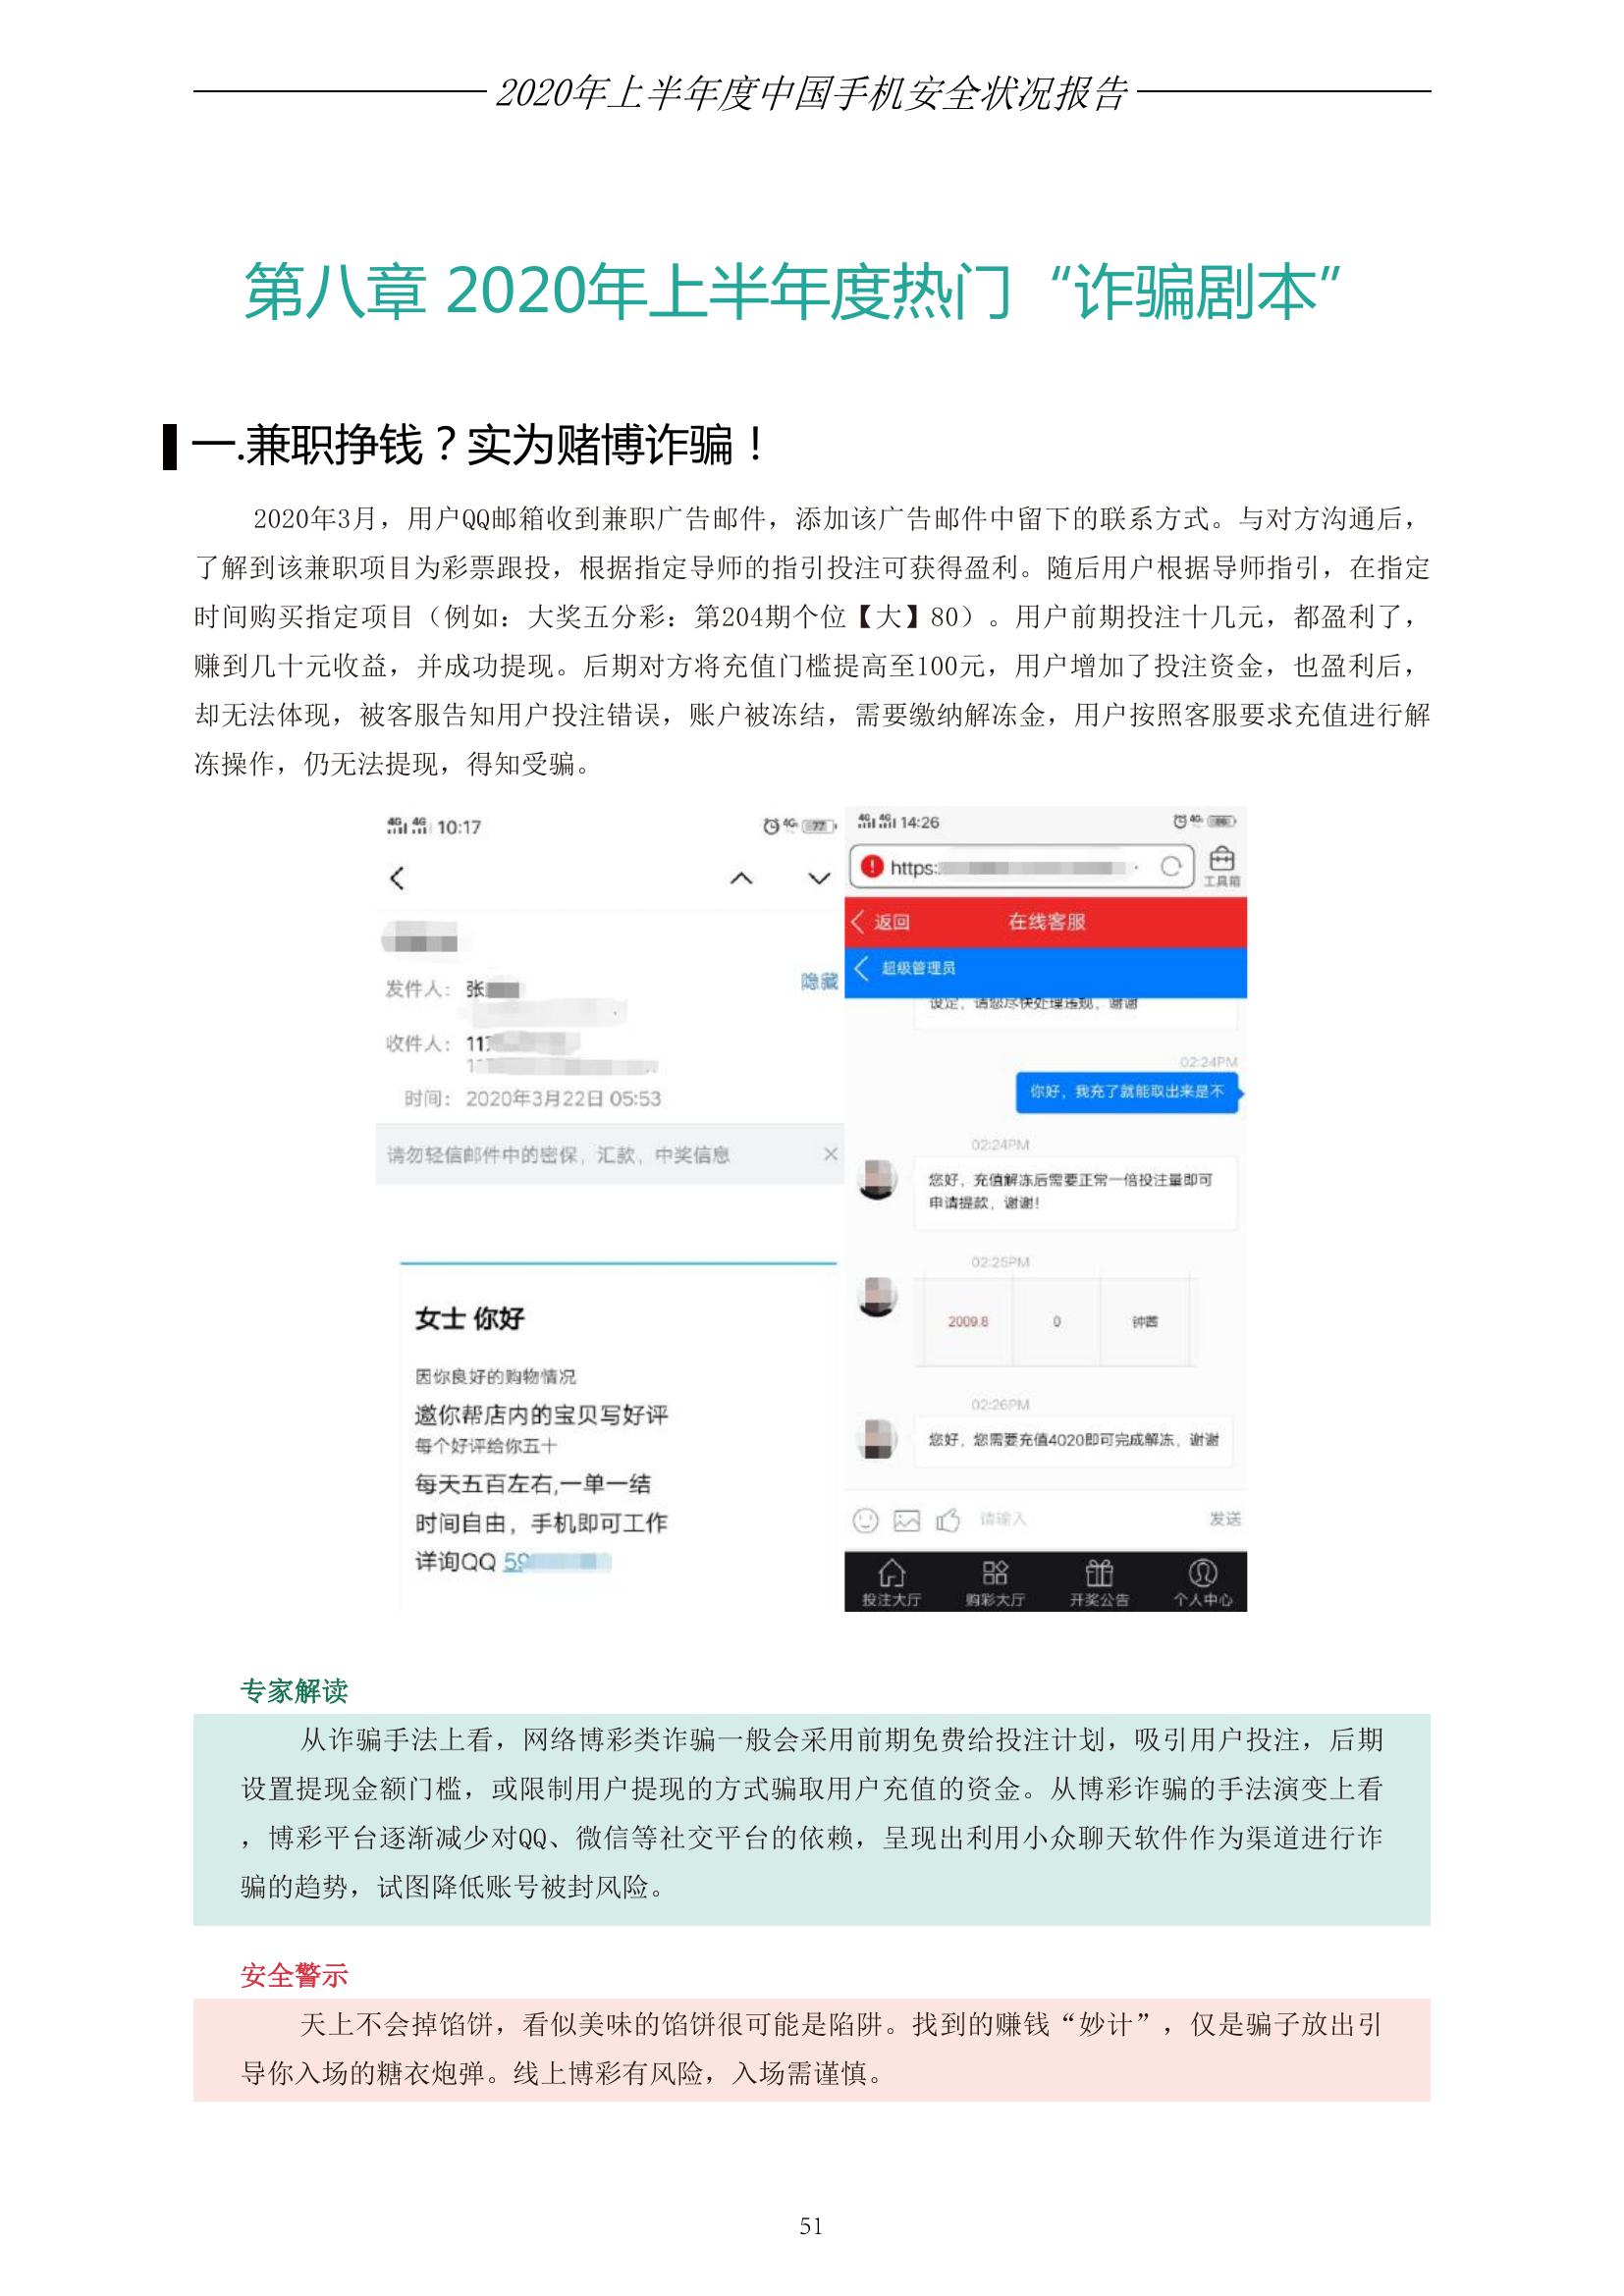 2020年上半年度中国手机安全状况报告
第八章 2020年上半年度热门“诈骗剧本”
一.兼职挣钱？实为赌博诈骗！
2020年3月，用户QQ邮箱收到兼职广告邮件，添加该广告邮件中留下的联系方式。与对方沟通后，
了解到该兼职项目为彩票跟投，根据指定导师的指引投注可获得盈利。随后用户根据导师指引，在指定
时间购买指定项目（例如：大奖五分彩：第204期个位【大】80）。用户前期投注十几元，都盈利了，
赚到几十元收益，并成功提现。后期对方将充值门槛提高至100元，用户增加了投注资金，也盈利后，
却无法体现，被客服告知用户投注错误，账户被冻结，需要缴纳解冻金，用户按照客服要求充值进行解
冻操作，仍无法提现，得知受骗。
4G 4G 10:17
4G 77
发件人： 张
隐藏
收件人： 117
时间： 2020年3月22日 05:53
请勿轻信邮件中的密保，汇款，中奖信息
女士 你好
因你良好的购物情况
邀你帮店内的宝贝写好评
每个好评给你五十
每天五百左右,一单一结
时间自由，手机即可工作
详询QQ 59
4G 4G 14:26
4G
https:
工具箱
返回 在线客服
超级管理员
设定，请您尽快处理违规，谢谢
02:24PM
你好，我充了就能取出来是不
02:24PM
您好，充值解冻后需要正常一倍投注量即可
申请提款，谢谢!
02:25PM
2009.8 0 钟茜
02:26PM
您好，您需要充值4020即可完成解冻，谢谢
请输入 发送
投注大厅 购彩大厅 开奖公告 个人中心
专家解读
从诈骗手法上看，网络博彩类诈骗一般会采用前期免费给投注计划，吸引用户投注，后期
设置提现金额门槛，或限制用户提现的方式骗取用户充值的资金。从博彩诈骗的手法演变上看
，博彩平台逐渐减少对QQ、微信等社交平台的依赖，呈现出利用小众聊天软件作为渠道进行诈
骗的趋势，试图降低账号被封风险。
安全警示
天上不会掉馅饼，看似美味的馅饼很可能是陷阱。找到的赚钱“妙计”，仅是骗子放出引
导你入场的糖衣炮弹。线上博彩有风险，入场需谨慎。
51